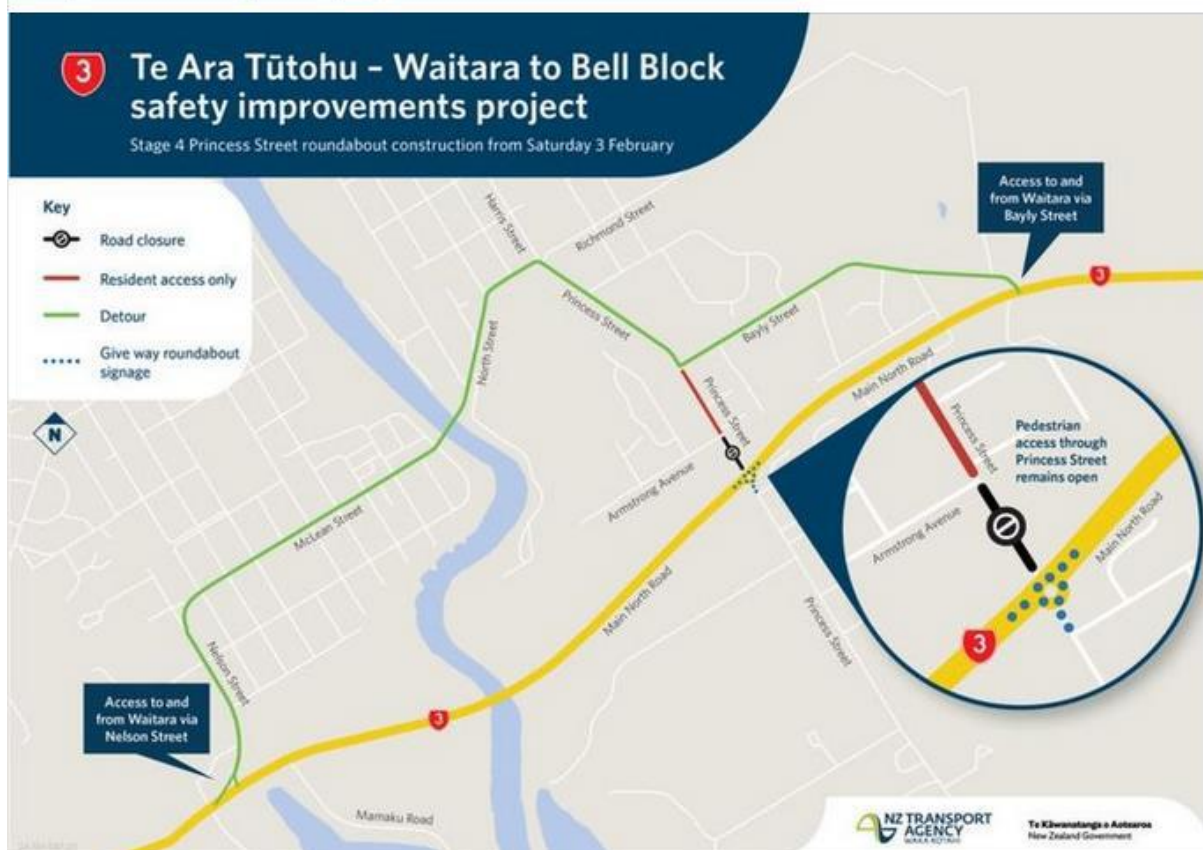 3
Te Ara Tūtohu – Waitara to Bell Block
safety improvements project
Stage 4 Princess Street roundabout construction from Saturday 3 February
Key
Road closure
Resident access only
Detour
Give way roundabout
signage
N
Access to and
from Waitara via
Bayly Street
Harris Street
Richmond Street
3
Princess Street
Bayly Street
North Street
Main North Road
Princess Street
Princess Street
Pedestrian
access through
Princess Street
remains open
Armstrong Avenue
Armstrong Avenue
Main North Road
McLean Street
Main North Road
Princess Street
3
Nelson Street
Access to and
from Waitara via
Nelson Street
3
Mamaku Road
NZ TRANSPORT
AGENCY
WAKA KOTAHI
Te Kāwanatanga o Aotearoa
New Zealand Government